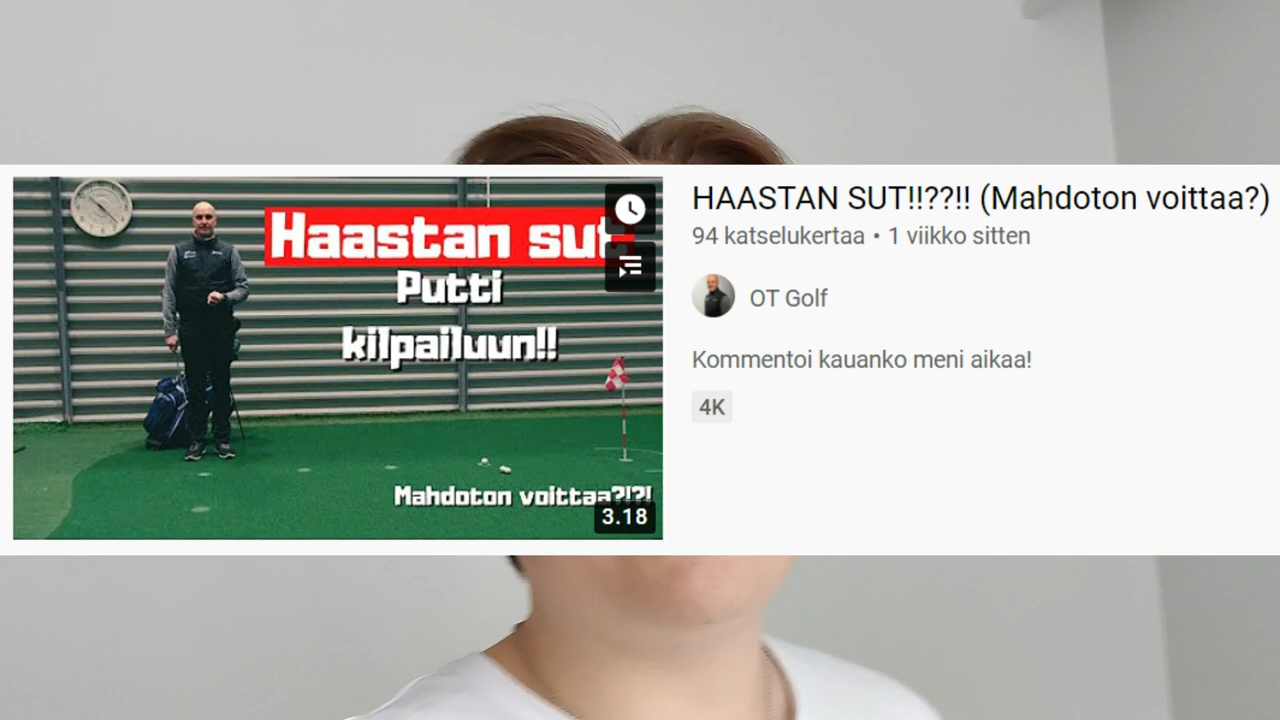 Haastan sut
Putti
kilpailuun!!
Mahdoton voittaa?!?!
3.18
HAASTAN SUT!!??!! (Mahdoton voittaa?)
94 katselukertaa • 1 viikko sitten
OT Golf
Kommentoi kauanko meni aikaa!
4K